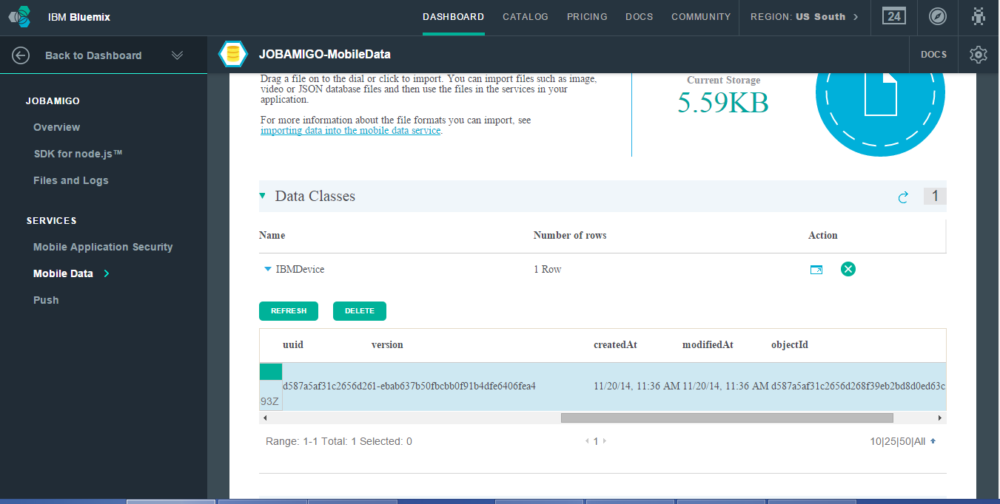 IBM Bluemix
DASHBOARD CATALOG PRICING DOCS COMMUNITY REGION: US South 24
Back to Dashboard
JOBAMIGO-MobileData
DOCS
JOBAMIGO
Overview
SDK for node.js™
Files and Logs
SERVICES
Mobile Application Security
Mobile Data
Push
Drag a file on to the dial or click to import. You can import files such as image,
video or JSON database files and then use the files in the services in your
application.
For more information about the file formats you can import, see
importing data into the mobile data service.
Current Storage
5.59KB
Data Classes 1
Name Number of rows Action
IBMDevice 1 Row
REFRESH DELETE
uuid version createdAt modifiedAt objectId
d587a5af31c2656d261-ebab637b50fbcbb0f91b4dfe6406fea4 11/20/14, 11:36 AM 11/20/14, 11:36 AM d587a5af31c2656d268f39eb2bd8d0ed63c
93Z
Range: 1-1 Total: 1 Selected: 0 1 10|25|50|All